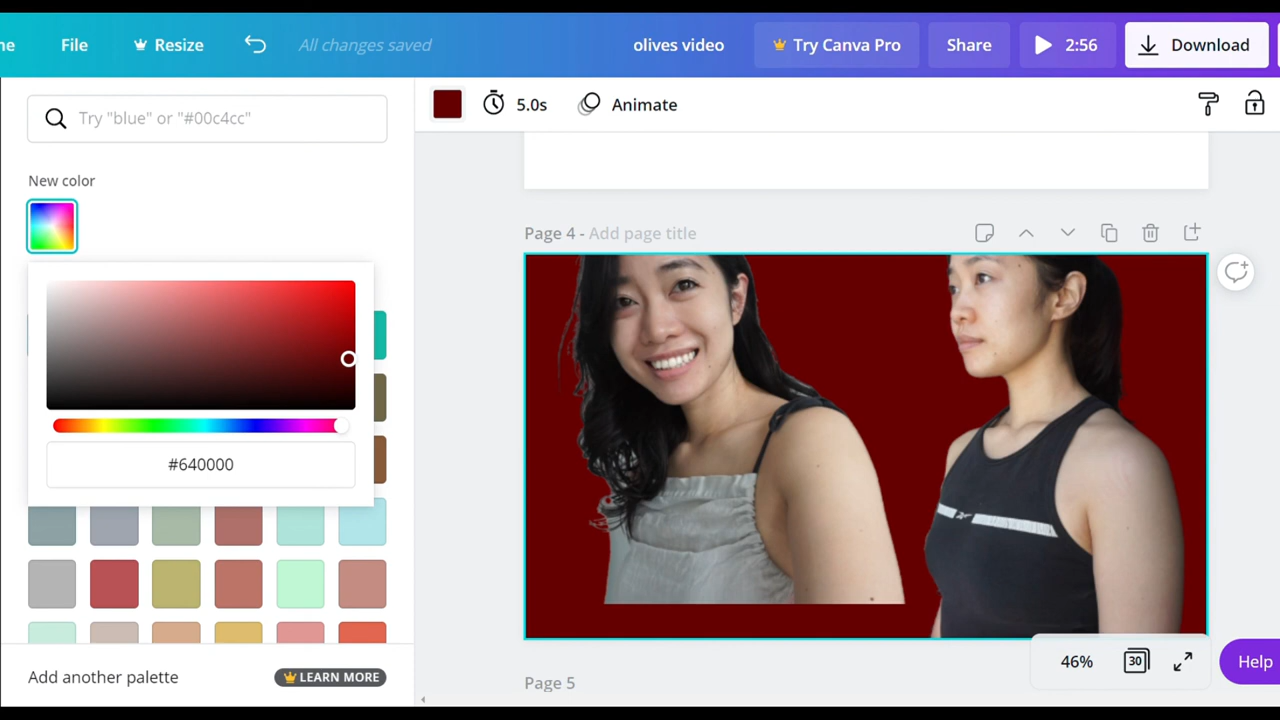 ne File Resize All changes saved olives video Try Canva Pro Share 2:56 Download
Try "blue" or "#00c4cc"
5.0s Animate
New color
Page 4 - Add page title
#640000
Add another palette LEARN MORE
46% 30 Help
Page 5